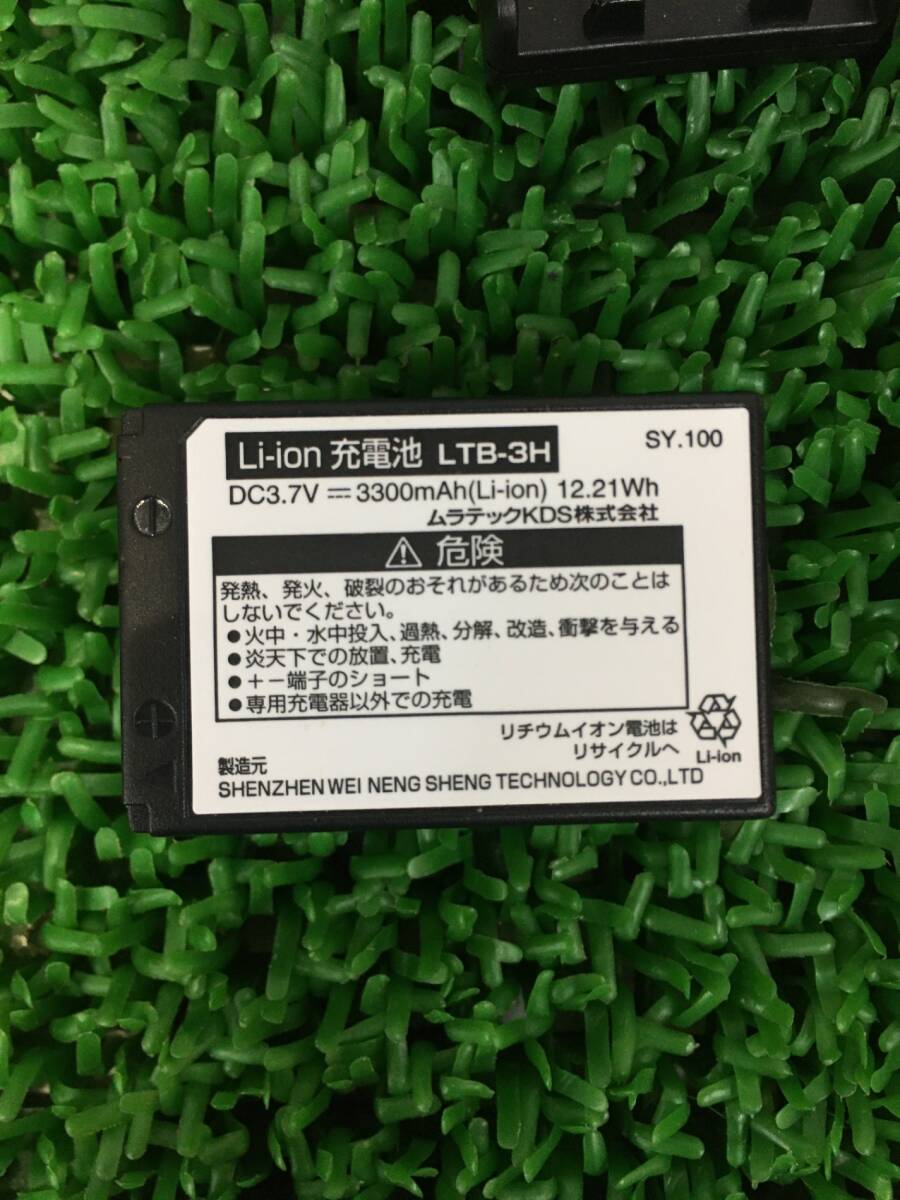 Li-ion 充電池 LTB-3H
SY.100
DC3.7V ⎓ 3300mAh(Li-ion) 12.21Wh
ムラテックKDS株式会社
⚠ 危険
発熱、発火、破裂のおそれがあるため次のことは
しないでください。
●火中・水中投入、過熱、分解、改造、衝撃を与える
●炎天下での放置、充電
●＋－端子のショート
●専用充電器以外での充電
リチウムイオン電池は
リサイクルへ
Li-ion
製造元
SHENZHEN WEI NENG SHENG TECHNOLOGY CO.,LTD